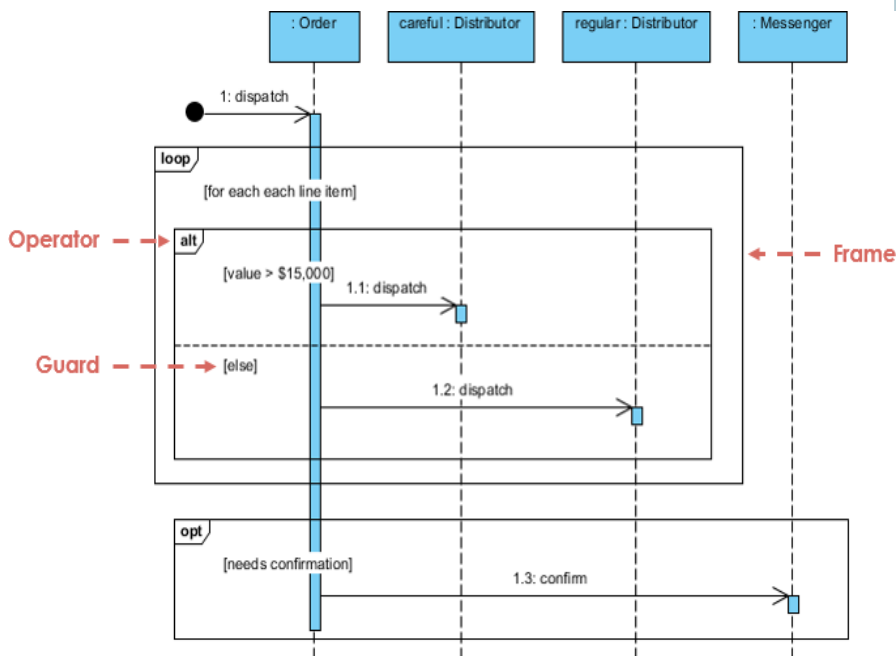 : Order
careful : Distributor
regular : Distributor
: Messenger
1: dispatch
loop
[for each each line item]
Operator
alt
Frame
[value > $15,000]
1.1: dispatch
Guard
[else]
1.2: dispatch
opt
[needs confirmation]
1.3: confirm